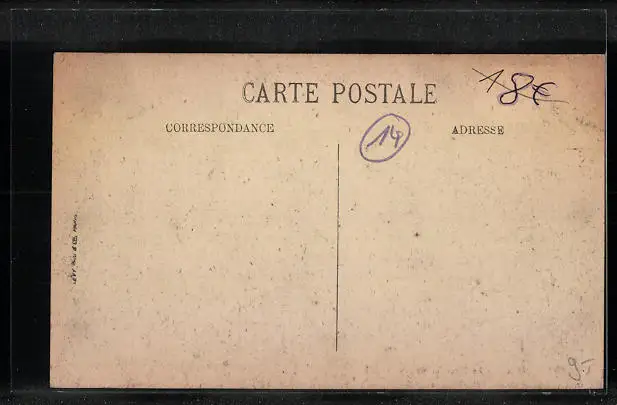 CARTE POSTALE
18€
CORRESPONDANCE
14
ADRESSE